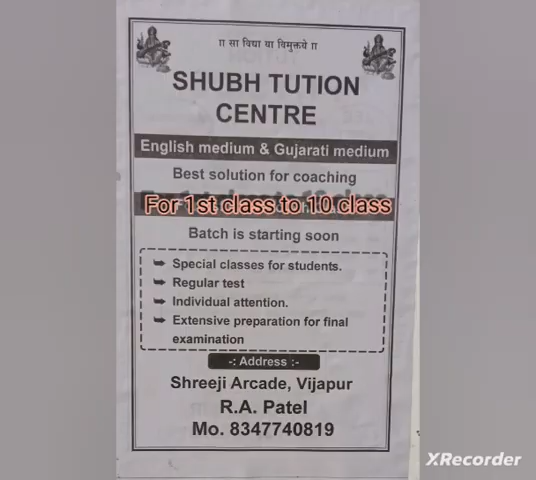 ॥ सा विद्या या विमुक्तये ॥
SHUBH TUTION
CENTRE
English medium & Gujarati medium
Best solution for coaching
For 1st class to 10 class
Batch is starting soon
➥ Special classes for students.
➥ Regular test
➥ Individual attention.
➥ Extensive preparation for final
examination
-: Address :-
Shreeji Arcade, Vijapur
R.A. Patel
Mo. 8347740819
XRecorder